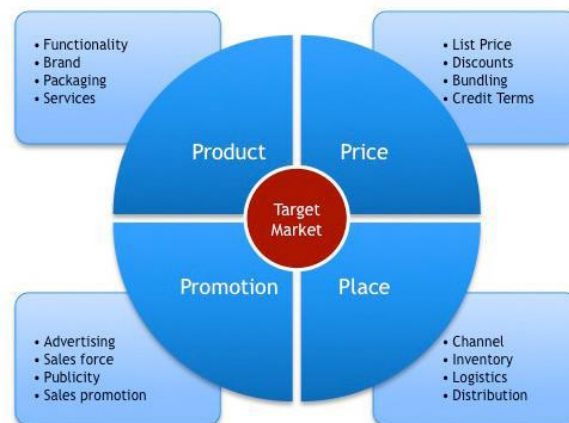 • Functionality
• Brand
• Packaging
• Services
• List Price
• Discounts
• Bundling
• Credit Terms
Product
Price
Target
Market
Promotion
Place
• Advertising
• Sales force
• Publicity
• Sales promotion
• Channel
• Inventory
• Logistics
• Distribution